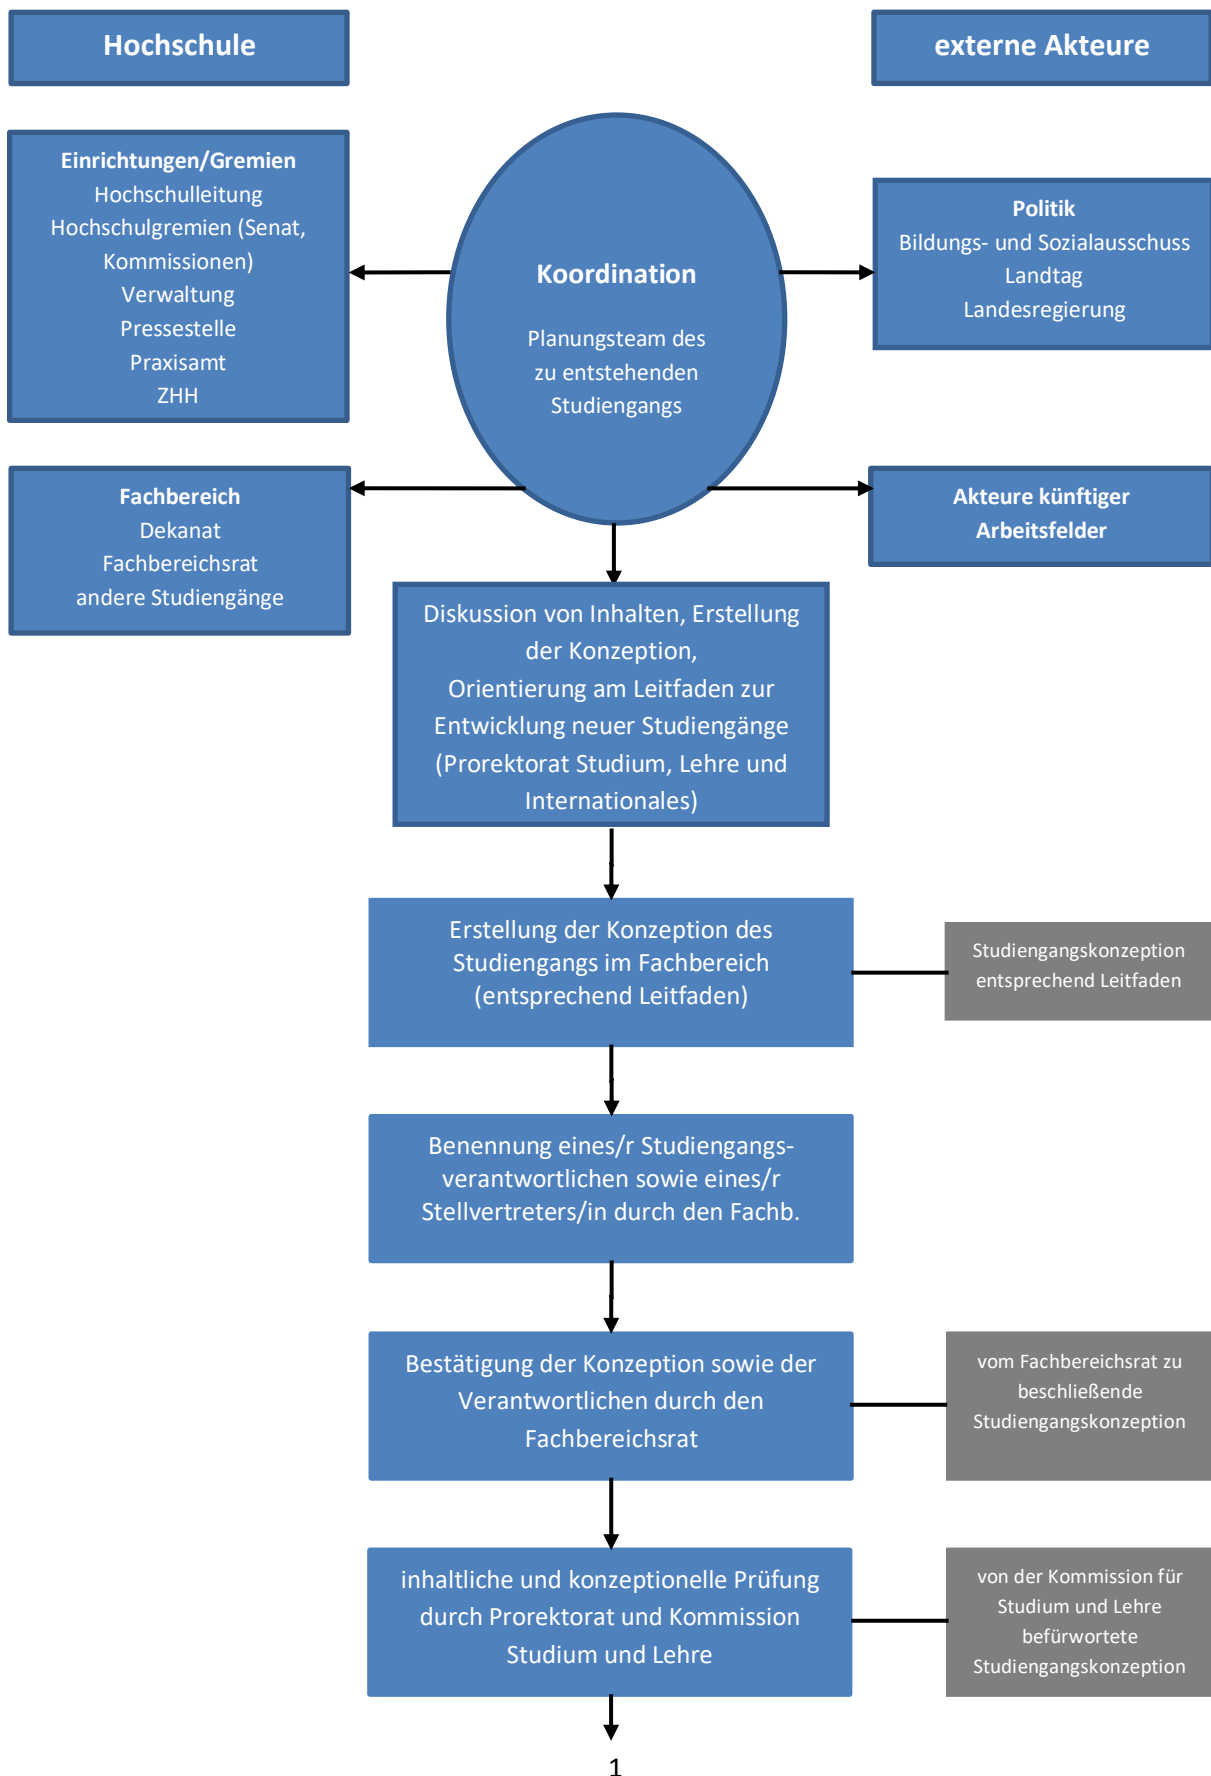 Hochschule
externe Akteure
Einrichtungen/Gremien
Hochschulleitung
Hochschulgremien (Senat,
Kommissionen)
Verwaltung
Pressestelle
Praxisamt
ZHH
Koordination
Planungsteam des
zu entstehenden
Studiengangs
Politik
Bildungs- und Sozialausschuss
Landtag
Landesregierung
Fachbereich
Dekanat
Fachbereichsrat
andere Studiengänge
Akteure künftiger
Arbeitsfelder
Diskussion von Inhalten, Erstellung
der Konzeption,
Orientierung am Leitfaden zur
Entwicklung neuer Studiengänge
(Prorektorat Studium, Lehre und
Internationales)
Erstellung der Konzeption des
Studiengangs im Fachbereich
(entsprechend Leitfaden)
Studiengangskonzeption
entsprechend Leitfaden
Benennung eines/r Studiengangs-
verantwortlichen sowie eines/r
Stellvertreters/in durch den Fachb.
Bestätigung der Konzeption sowie der
Verantwortlichen durch den
Fachbereichsrat
vom Fachbereichsrat zu
beschließende
Studiengangskonzeption
inhaltliche und konzeptionelle Prüfung
durch Prorektorat und Kommission
Studium und Lehre
von der Kommission für
Studium und Lehre
befürwortete
Studiengangskonzeption
1